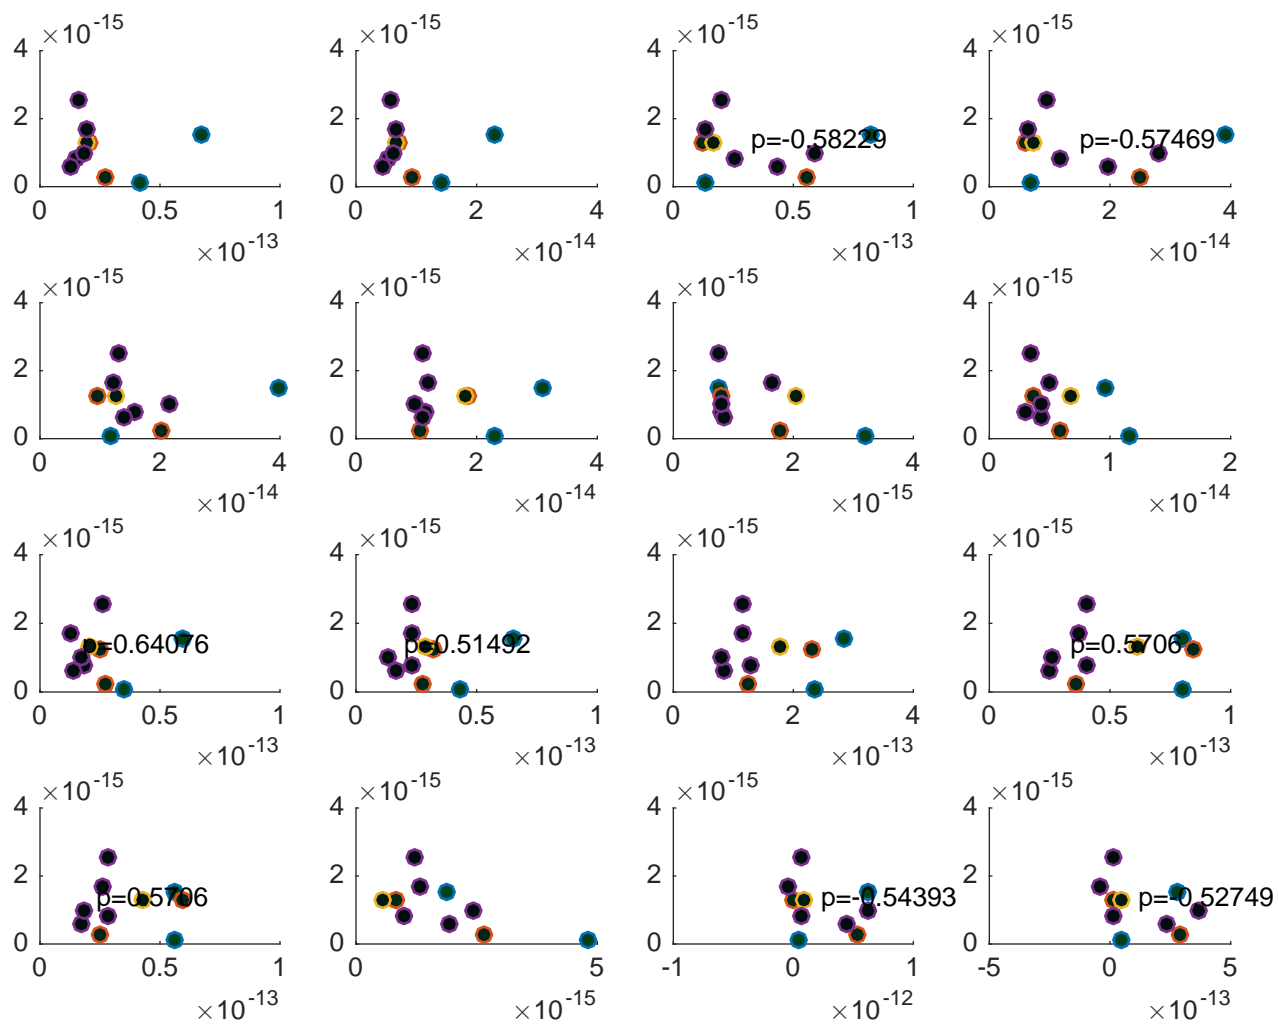 ×10-15 ×10-15 ×10-15 ×10-15
4 4 4 4
2 2 2 2
p=-0.58229 p=-0.57469
0 0 0 0
0 0.5 1 0 2 4 0 0.5 1 0 2 4
×10-13 ×10-14 ×10-13 ×10-14
×10-15 ×10-15 ×10-15 ×10-15
4 4 4 4
2 2 2 2
0 0 0 0
0 2 4 0 2 4 0 2 4 0 1 2
×10-14 ×10-14 ×10-15 ×10-14
×10-15 ×10-15 ×10-15 ×10-15
4 4 4 4
2 2 2 2
p=0.64076 p=0.51492 p=0.5706
0 0 0 0
0 0.5 1 0 0.5 1 0 2 4 0 0.5 1
×10-13 ×10-13 ×10-13 ×10-13
×10-15 ×10-15 ×10-15 ×10-15
4 4 4 4
2 2 2 2
p=0.5706 p=-0.54393 p=-0.52749
0 0 0 0
0 0.5 1 0 5 -1 0 1 -5 0 5
×10-13 ×10-15 ×10-12 ×10-13